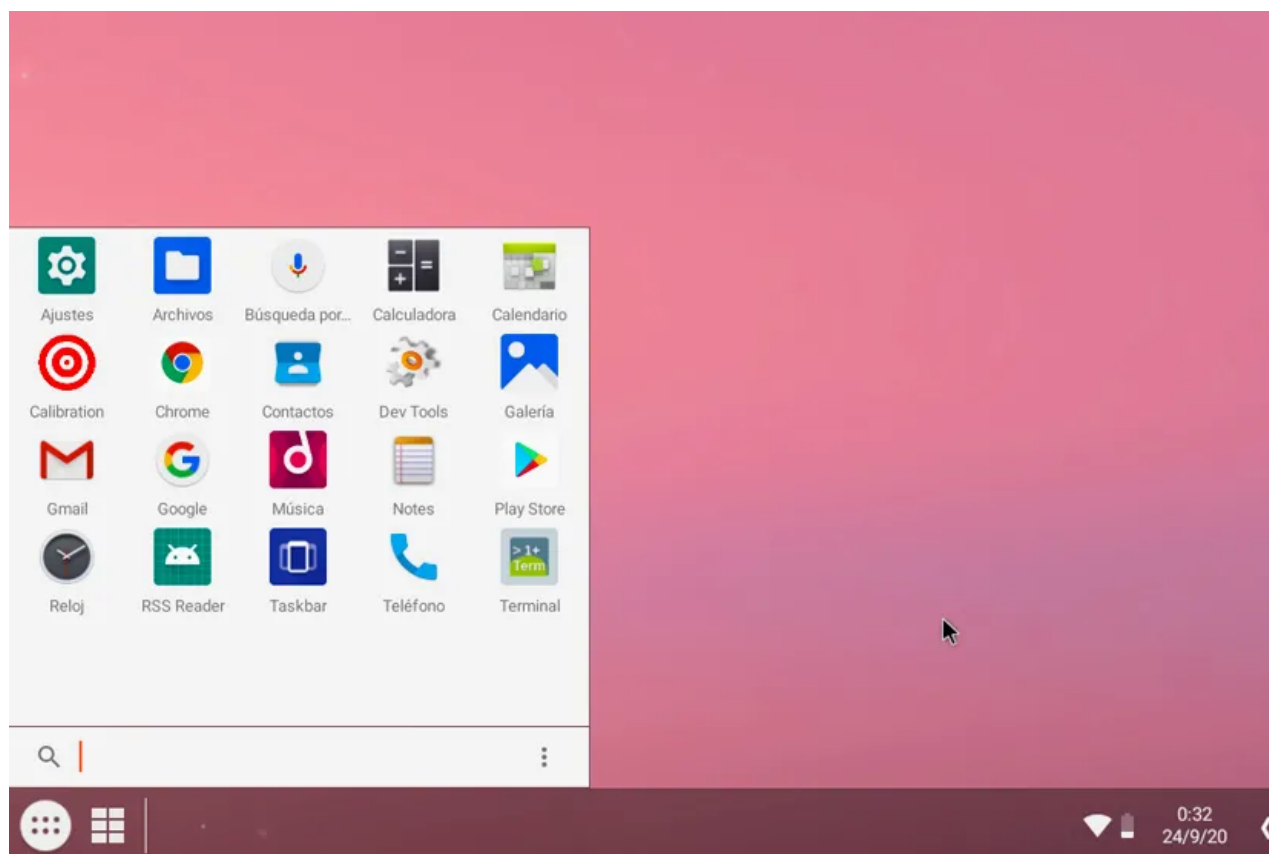 Ajustes Archivos Búsqueda por... Calculadora Calendario
Calibration Chrome Contactos Dev Tools Galería
Gmail Google Música Notes Play Store
> 1+
Term
Reloj RSS Reader Taskbar Teléfono Terminal
0:32
24/9/20